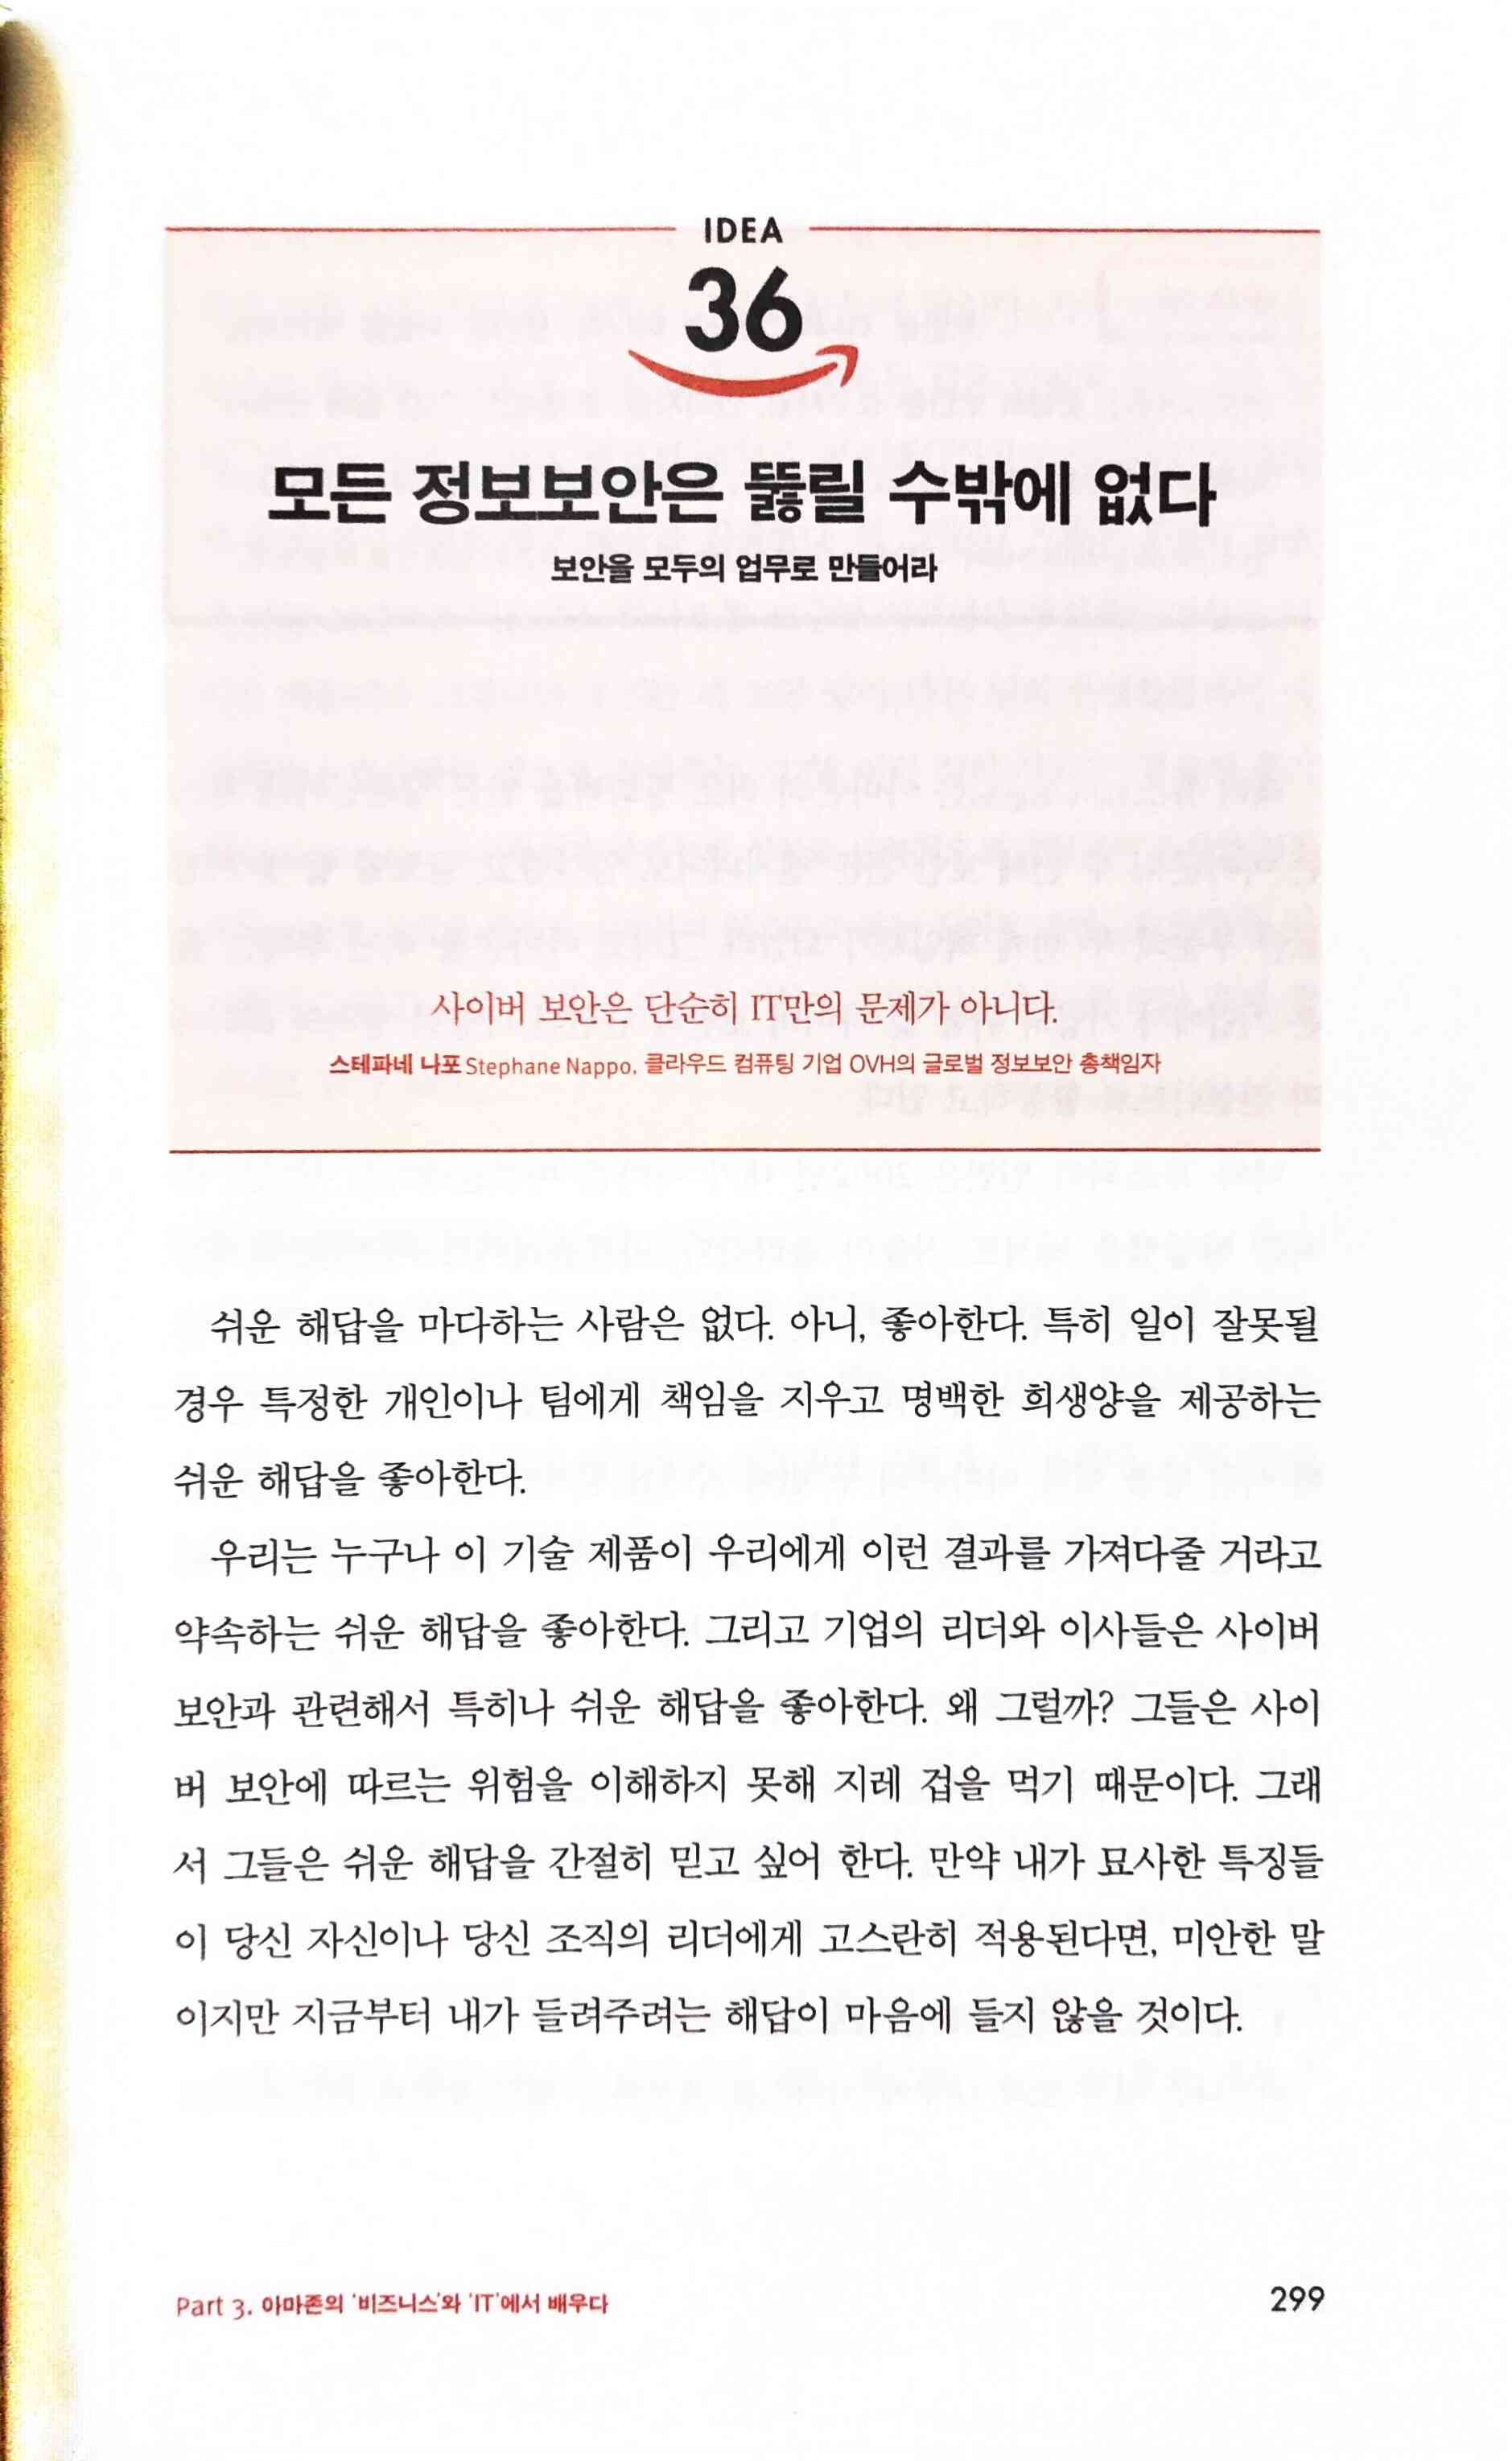 IDEA
36
모든 정보보안은 뚫릴 수밖에 없다
보안을 모두의 업무로 만들어라
사이버 보안은 단순히 IT만의 문제가 아니다.
스테파네 나포 Stephane Nappo, 클라우드 컴퓨팅 기업 OVH의 글로벌 정보보안 총책임자
쉬운 해답을 마다하는 사람은 없다. 아니, 좋아한다. 특히 일이 잘못될
경우 특정한 개인이나 팀에게 책임을 지우고 명백한 희생양을 제공하는
쉬운 해답을 좋아한다.
우리는 누구나 이 기술 제품이 우리에게 이런 결과를 가져다줄 거라고
약속하는 쉬운 해답을 좋아한다. 그리고 기업의 리더와 이사들은 사이버
보안과 관련해서 특히나 쉬운 해답을 좋아한다. 왜 그럴까? 그들은 사이
버 보안에 따르는 위험을 이해하지 못해 지레 겁을 먹기 때문이다. 그래
서 그들은 쉬운 해답을 간절히 믿고 싶어 한다. 만약 내가 묘사한 특징들
이 당신 자신이나 당신 조직의 리더에게 고스란히 적용된다면, 미안한 말
이지만 지금부터 내가 들려주려는 해답이 마음에 들지 않을 것이다.
Part 3. 아마존의 '비즈니스'와 'IT'에서 배우다
299